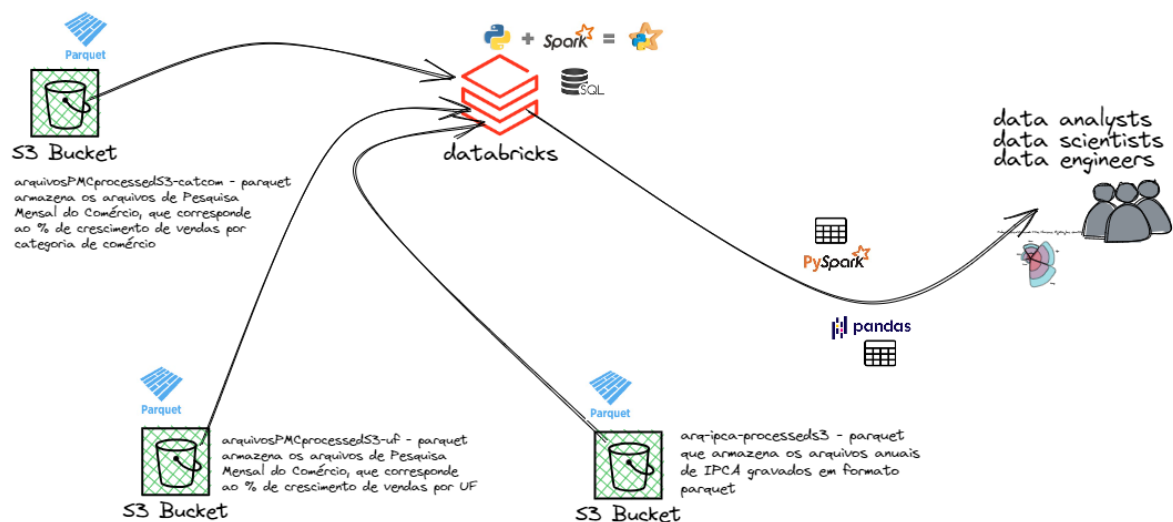 Parquet
S3 Bucket
arquivosPMCprocessedS3-catcom - parquet
armazena os arquivos de Pesquisa
Mensal do Comércio, que corresponde
ao % de crescimento de vendas por
categoria de comércio
+ Spark =
SQL
databricks
data analysts
data scientists
data engineers
PySpark
pandas
Parquet
arquivosPMCprocessedS3-uf - parquet
armazena os arquivos de Pesquisa
Mensal do Comércio, que corresponde
ao % de crescimento de vendas por UF
S3 Bucket
Parquet
arq-ipca-processeds3 - parquet
que armazena os arquivos anuais
de IPCA gravados em formato
parquet
S3 Bucket